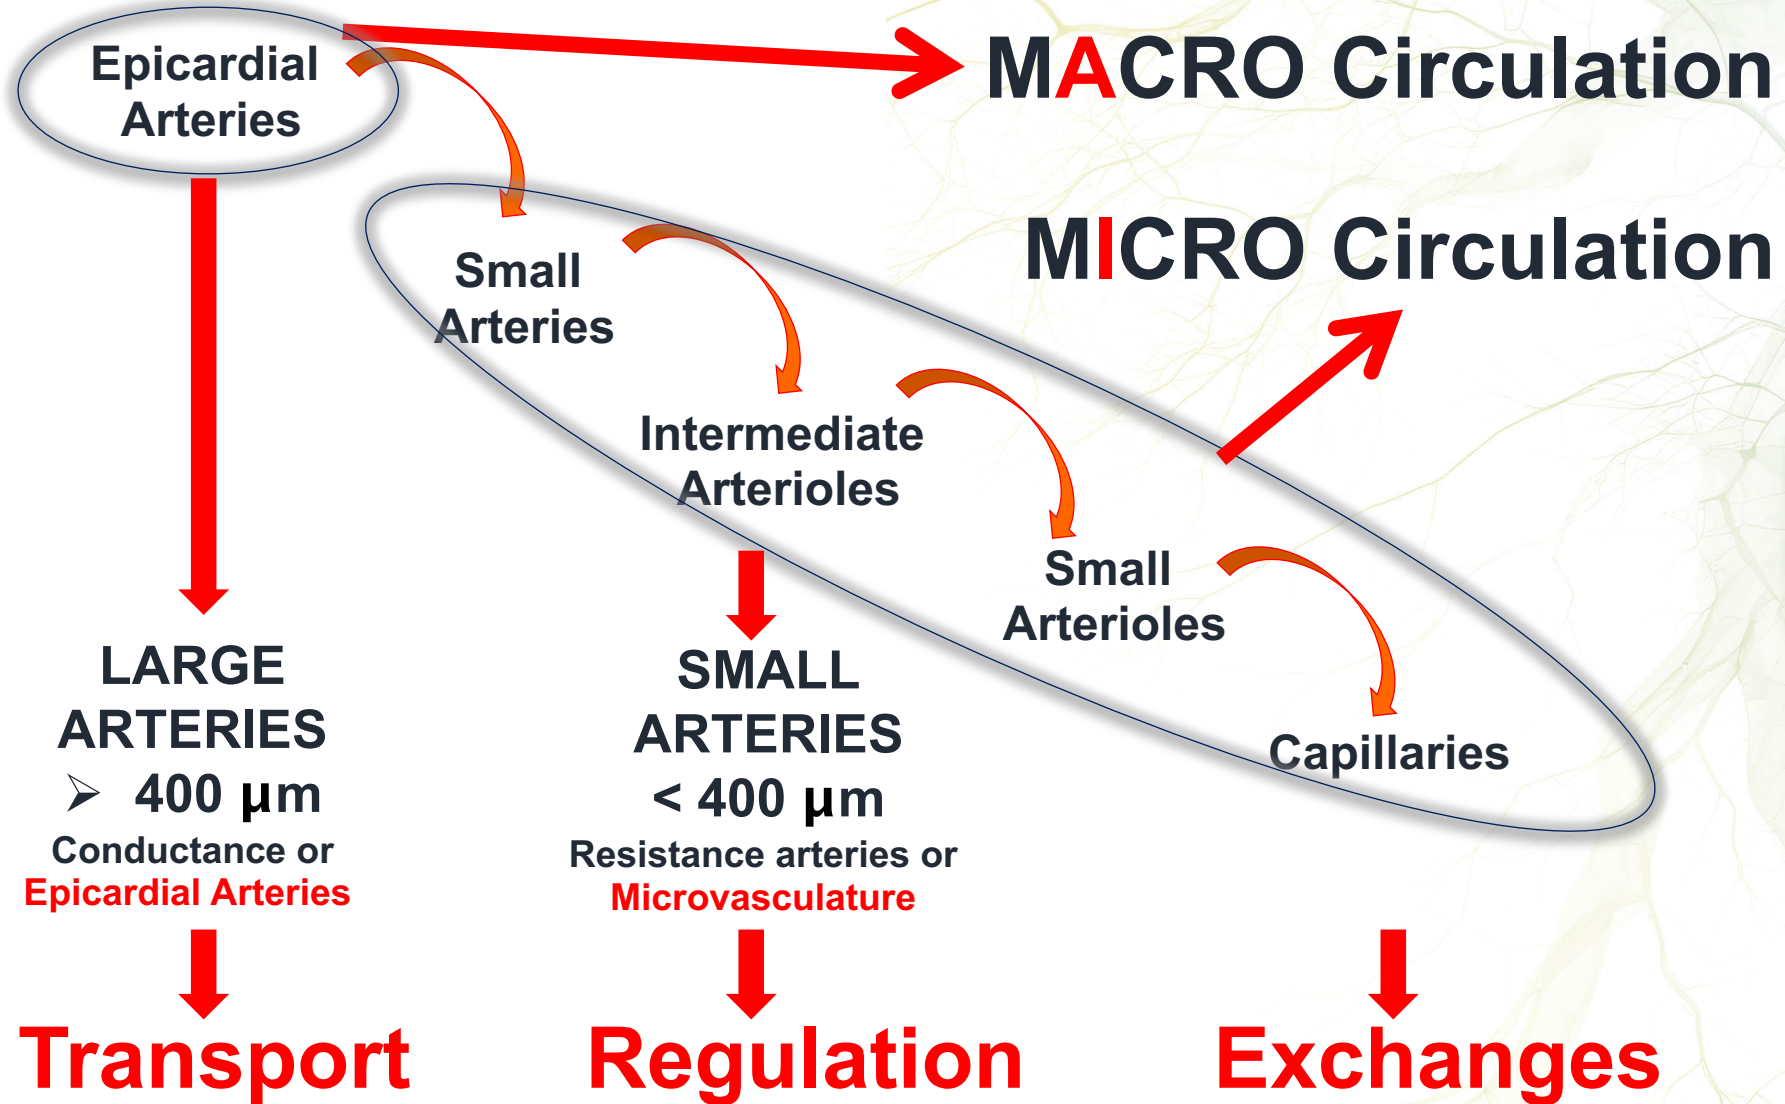 Epicardial
Arteries
MACRO Circulation
MICRO Circulation
Small
Arteries
Intermediate
Arterioles
Small
Arterioles
Capillaries
LARGE
ARTERIES
➢ 400 µm
Conductance or
Epicardial Arteries
SMALL
ARTERIES
< 400 µm
Resistance arteries or
Microvasculature
Transport
Regulation
Exchanges